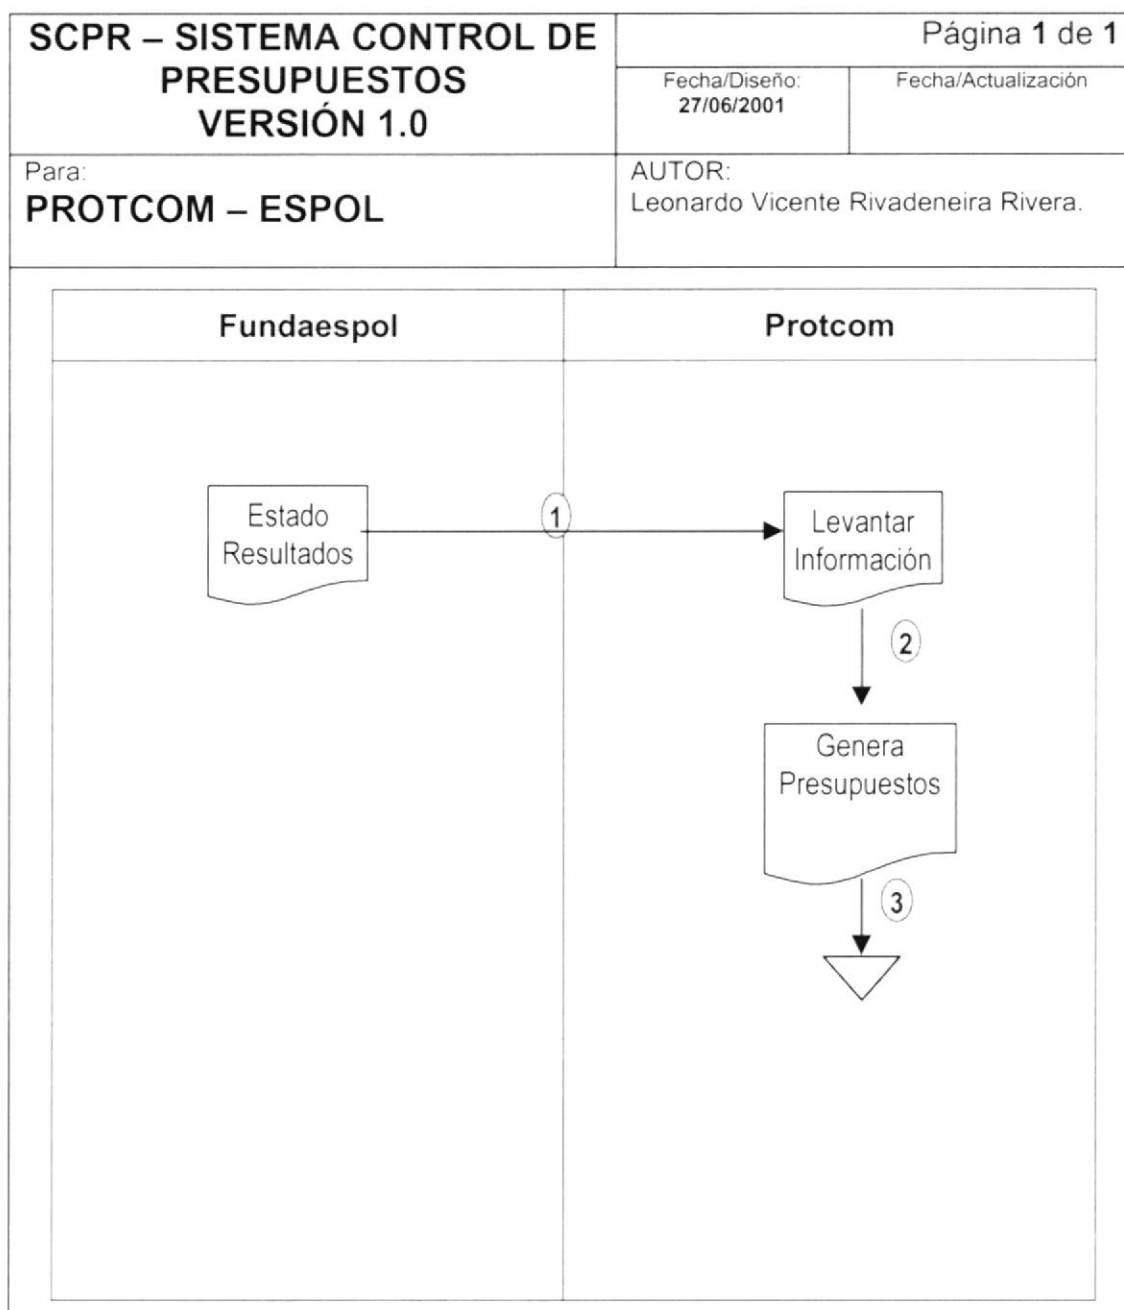 SCPR – SISTEMA CONTROL DE
PRESUPUESTOS
VERSIÓN 1.0
Página 1 de 1
Fecha/Diseño:
27/06/2001
Fecha/Actualización
Para:
PROTCOM – ESPOL
AUTOR:
Leonardo Vicente Rivadeneira Rivera.
Fundaespol
Protcom
Estado
Resultados
1
Levantar
Información
2
Genera
Presupuestos
3